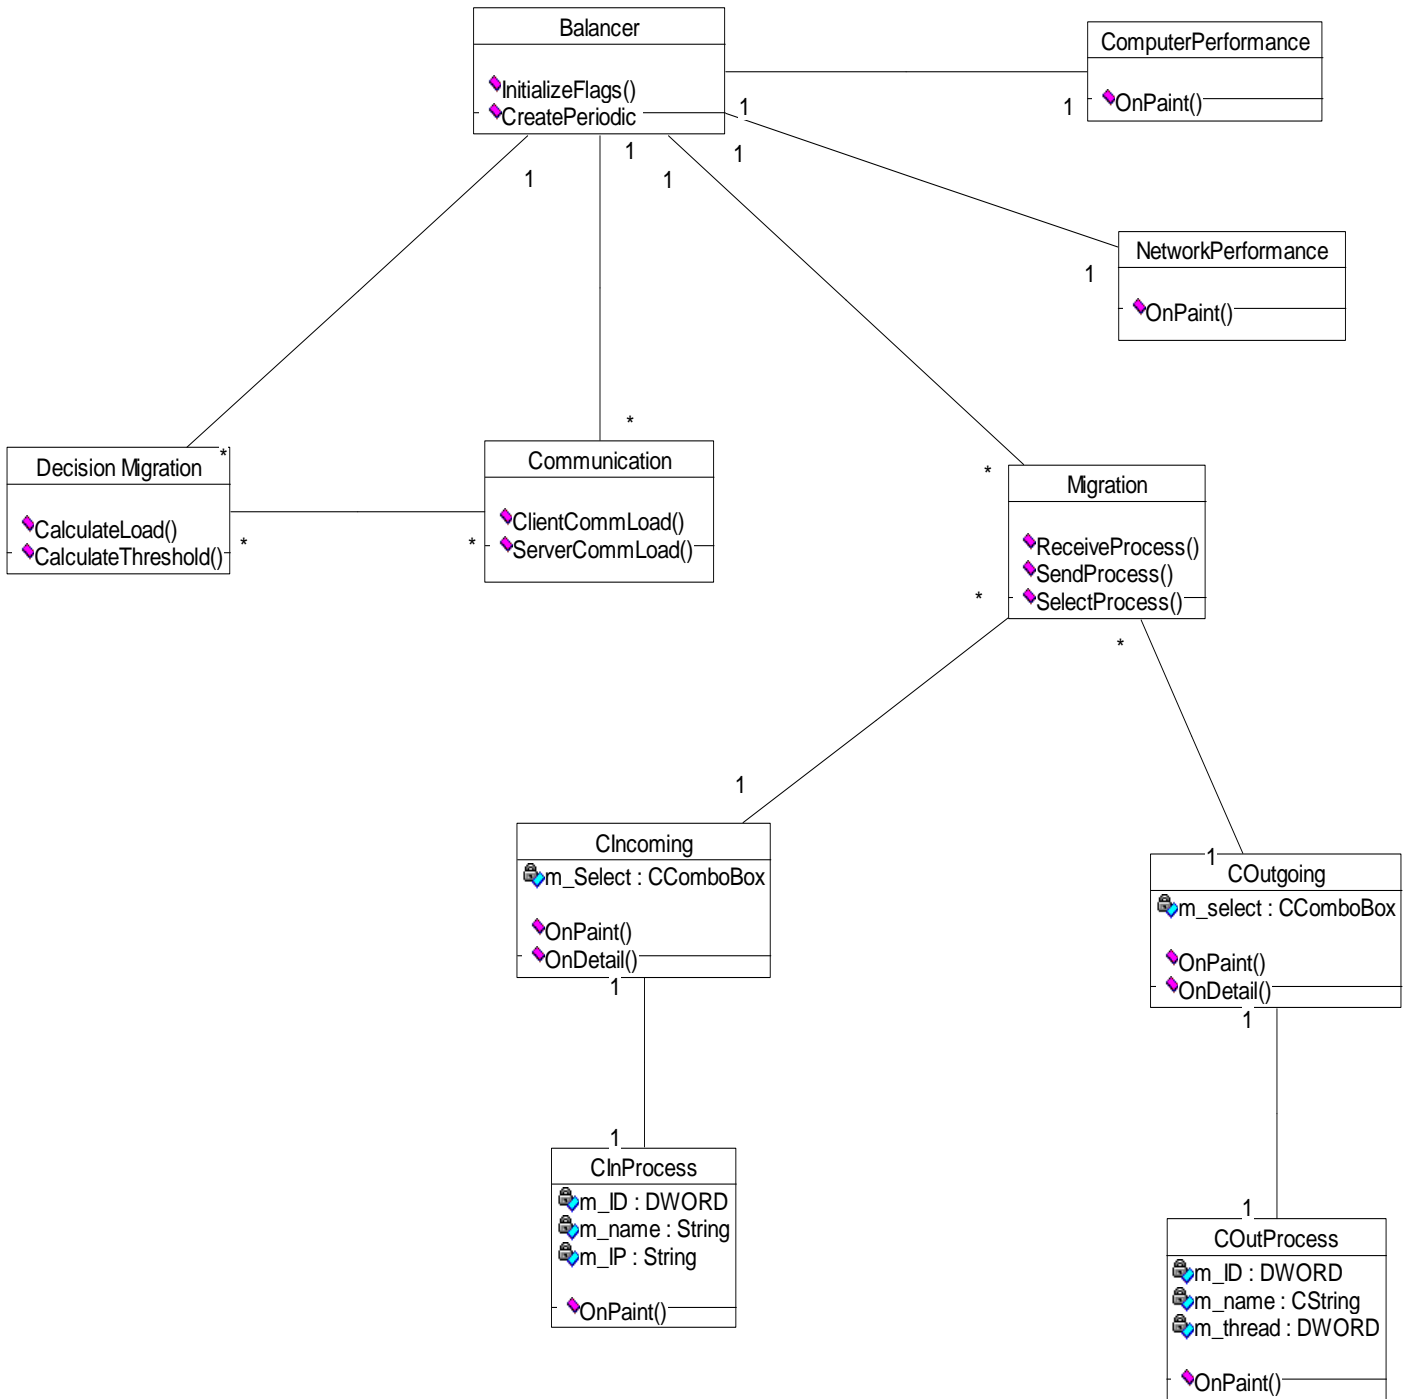 Balancer
InitializeFlags()
CreatePeriodic
ComputerPerformance
OnPaint()
1
1
1
1
1
1
1
NetworkPerformance
OnPaint()
1
*
*
*
Decision Migration
CalculateLoad()
CalculateThreshold()
*
*
Communication
ClientCommLoad()
ServerCommLoad()
Migration
ReceiveProcess()
SendProcess()
SelectProcess()
*
*
1
1
CIncoming
m_Select : CComboBox
OnPaint()
OnDetail()
1
COutgoing
m_select : CComboBox
OnPaint()
OnDetail()
1
1
CInProcess
m_ID : DWORD
m_name : String
m_IP : String
OnPaint()
1
COutProcess
m_ID : DWORD
m_name : CString
m_thread : DWORD
OnPaint()